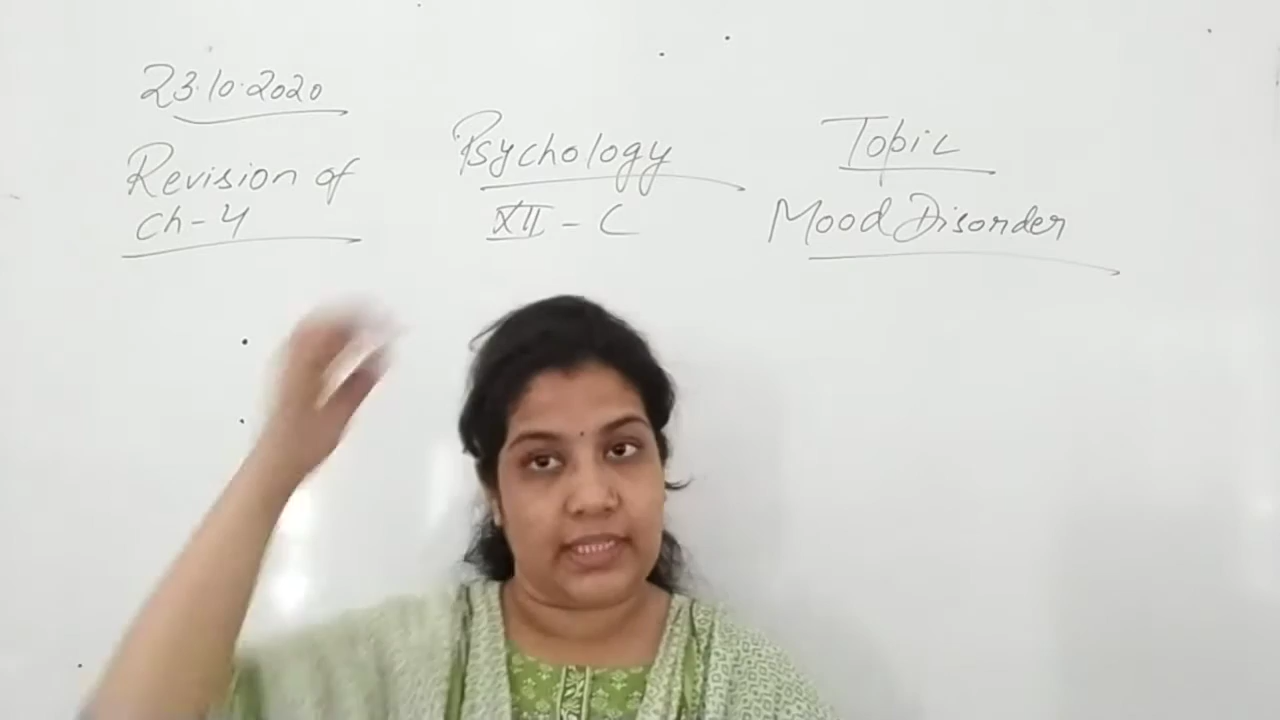 23.10.2020
Revision of
Ch-4
Psychology
XII - C
Topic
Mood Disorder